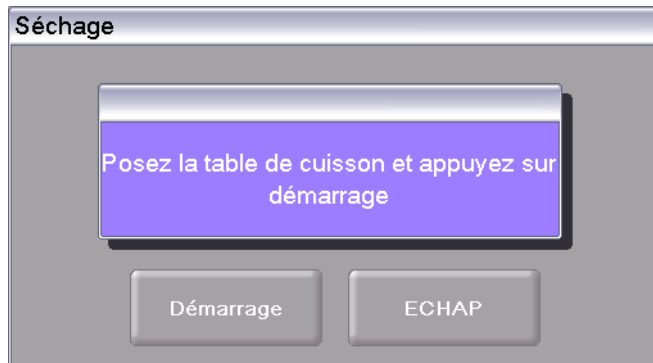 Séchage
Posez la table de cuisson et appuyez sur
démarrage
Démarrage
ECHAP